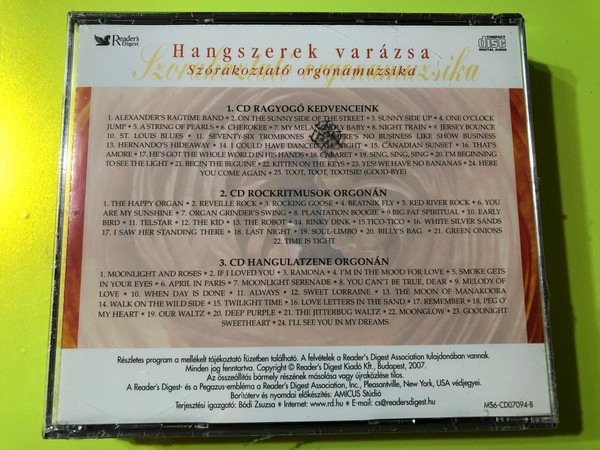 Reader's
Digest
COMPACT
disc
DIGITAL AUDIO
Hangszerek varázsa
Szórakoztató orgonamuzsika
Szórakoztató orgonamuzsika
1. CD RAGYOGÓ KEDVENCEINK
1. ALEXANDER'S RAGTIME BAND * 2. ON THE SUNNY SIDE OF THE STREET * 3. SUNNY SIDE UP * 4. ONE O'CLOCK
JUMP * 5. A STRING OF PEARLS * 6. CHEROKEE * 7. MY MELANCHOLY BABY * 8. NIGHT TRAIN * 9. JERSEY BOUNCE
10. ST. LOUIS BLUES * 11. SEVENTY-SIX TROMBONES * THERE'S NO BUSINESS LIKE SHOW BUSINESS
13. HERNANDO'S HIDEAWAY * 14. I COULD HAVE DANCED ALL NIGHT * 15. CANADIAN SUNSET * 16. THAT'S
AMORE * 17. HE'S GOT THE WHOLE WORLD IN HIS HANDS * 18. CABARET * 19. SING, SING, SING * 20. I'M BEGINNING
TO SEE THE LIGHT * 21. BEGIN THE BEGUINE * 22. KITTEN ON THE KEYS * 23. YES! WE HAVE NO BANANAS * 24. HERE
YOU COME AGAIN * 25. TOOT, TOOT, TOOTSIE! (GOOD-BYE)
2. CD ROCKRITMUSOK ORGONÁN
1. THE HAPPY ORGAN * 2. REVEILLE ROCK * 3. ROCKING GOOSE * 4. BEATNIK FLY * 5. RED RIVER ROCK * 6. YOU
ARE MY SUNSHINE * 7. ORGAN GRINDER'S SWING * 8. PLANTATION BOOGIE * 9 BIG FAT SPIRITUAL * 10. EARLY
BIRD * 11. TELSTAR * 12. THE KID * 13. THE ROBOT * 14. RINKY DINK * 15. TICO-TICO * 16. WHITE SILVER SANDS
17. I SAW HER STANDING THERE * 18. LAST NIGHT * 19. SOUL-LIMBO * 20. BILLY'S BAG * 21. GREEN ONIONS
22. TIME IS TIGHT
3. CD HANGULATZENE ORGONÁN
1. MOONLIGHT AND ROSES * 2. IF I LOVED YOU * 3. RAMONA * 4. I'M IN THE MOOD FOR LOVE * 5. SMOKE GETS
IN YOUR EYES * 6. APRIL IN PARIS * 7. MOONLIGHT SERENADE * 8. YOU CAN'T BE TRUE, DEAR * 9. MELODY OF
LOVE * 10. WHEN DAY IS DONE * 11. ALWAYS * 12. SWEET LORRAINE * 13. THE MOON OF MANAKOORA
14. WALK ON THE WILD SIDE * 15. TWILIGHT TIME * 16. LOVE LETTERS IN THE SAND * 17. REMEMBER * 18. PEG O'
MY HEART * 19. OUR WALTZ * 20. DEEP PURPLE * 21. THE JITTERBUG WALTZ * 22. MOONGLOW * 23. GOODNIGHT
SWEETHEART * 24. I'LL SEE YOU IN MY DREAMS
Részletes program a mellékelt tájékoztató füzetben található. A felvételek a Reader's Digest Association tulajdonában vannak.
Minden jog fenntartva. Copyright © Reader's Digest Kiadó Kft., Budapest, 2007.
Az összeállítás bármely részének másolása vagy újraközlése tilos.
A Reader's Digest- és a Pegazus-embléma a Reader's Digest Association, Inc., Pleasantville, New York, USA védjegyei.
Borítóterv és nyomdai előkészítés: AMICUS Stúdió
Terjesztési igazgató: Bódi Zsuzsa * Internet: www.rd.hu * E-mail: cs@readersdigest.hu
MS6-CD07094-B